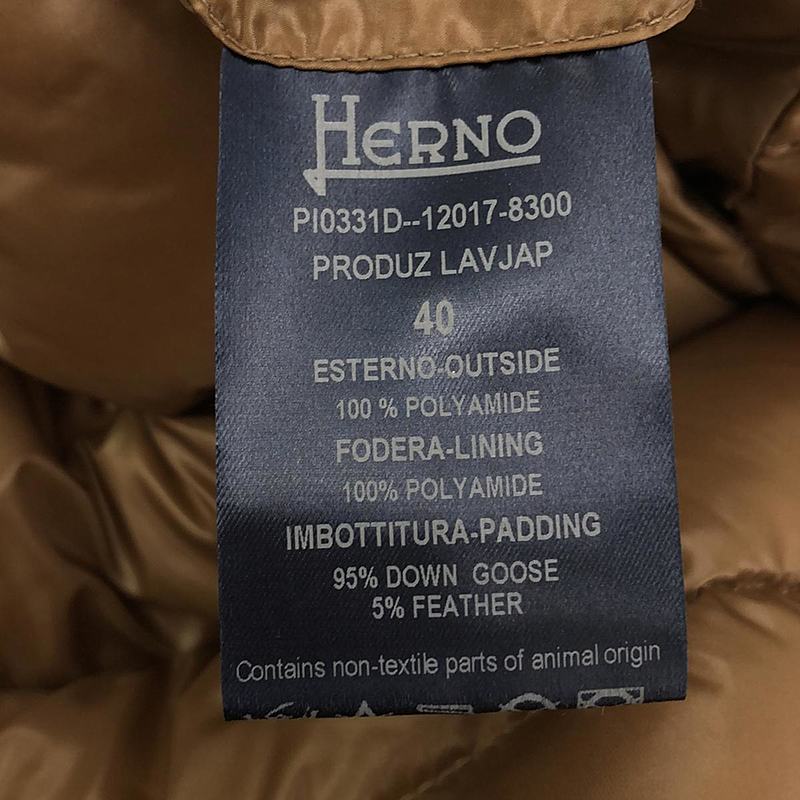 HERNO
PI0331D--12017-8300
PRODUZ LAVJAP
40
ESTERNO-OUTSIDE
100 % POLYAMIDE
FODERA-LINING
100% POLYAMIDE
IMBOTTITURA-PADDING
95% DOWN GOOSE
5% FEATHER
Contains non-textile parts of animal origin